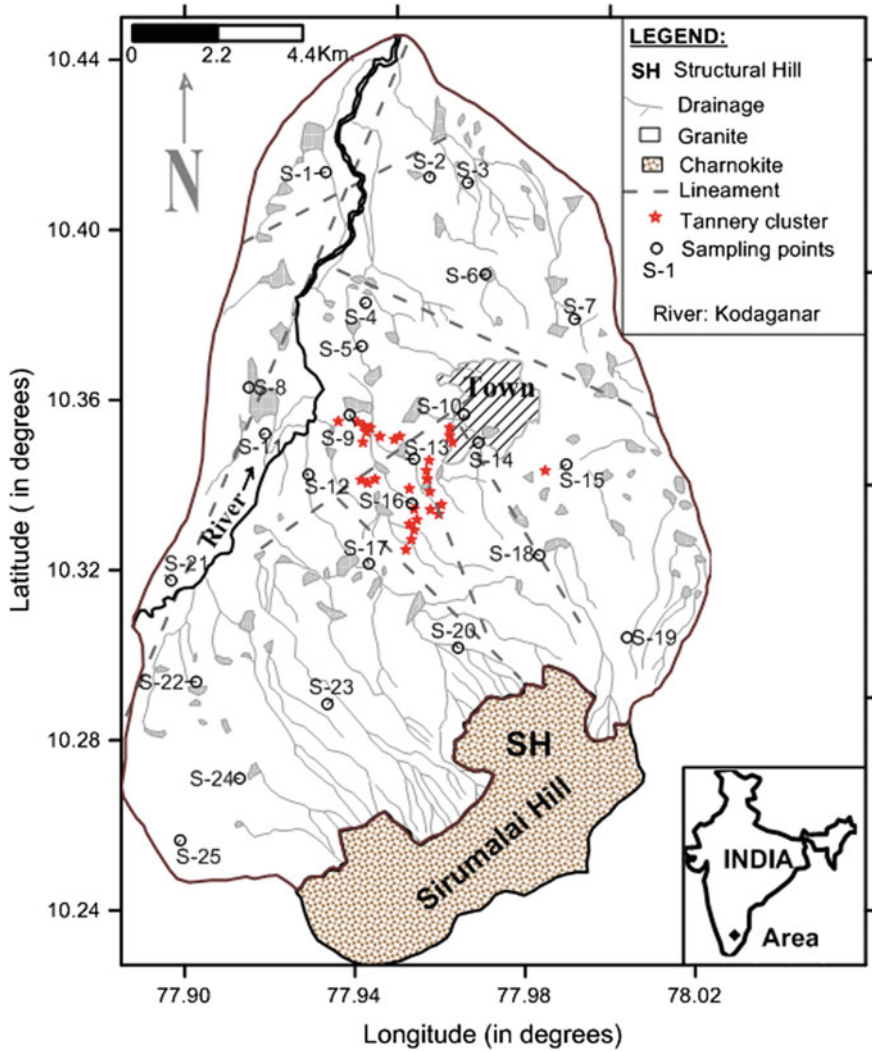 10.44
10.40
10.36
10.32
10.28
10.24
Latitude ( in degrees)
0
2.2
4.4Km
N
LEGEND:
SH Structural Hill
Drainage
Granite
Charnokite
Lineament
Tannery cluster
Sampling points
S-1
River: Kodaganar
S-1
S-2
S-3
S-6
S-4
S-7
S-5
S-8
S-10
Town
S-9
S-11
S-13
S-14
S-12
S-15
S-16
River
S-17
S-18
S-21
S-20
S-19
S-22
S-23
SH
S-24
Sirumalai Hill
S-25
INDIA
Area
77.90
77.94
77.98
78.02
Longitude (in degrees)